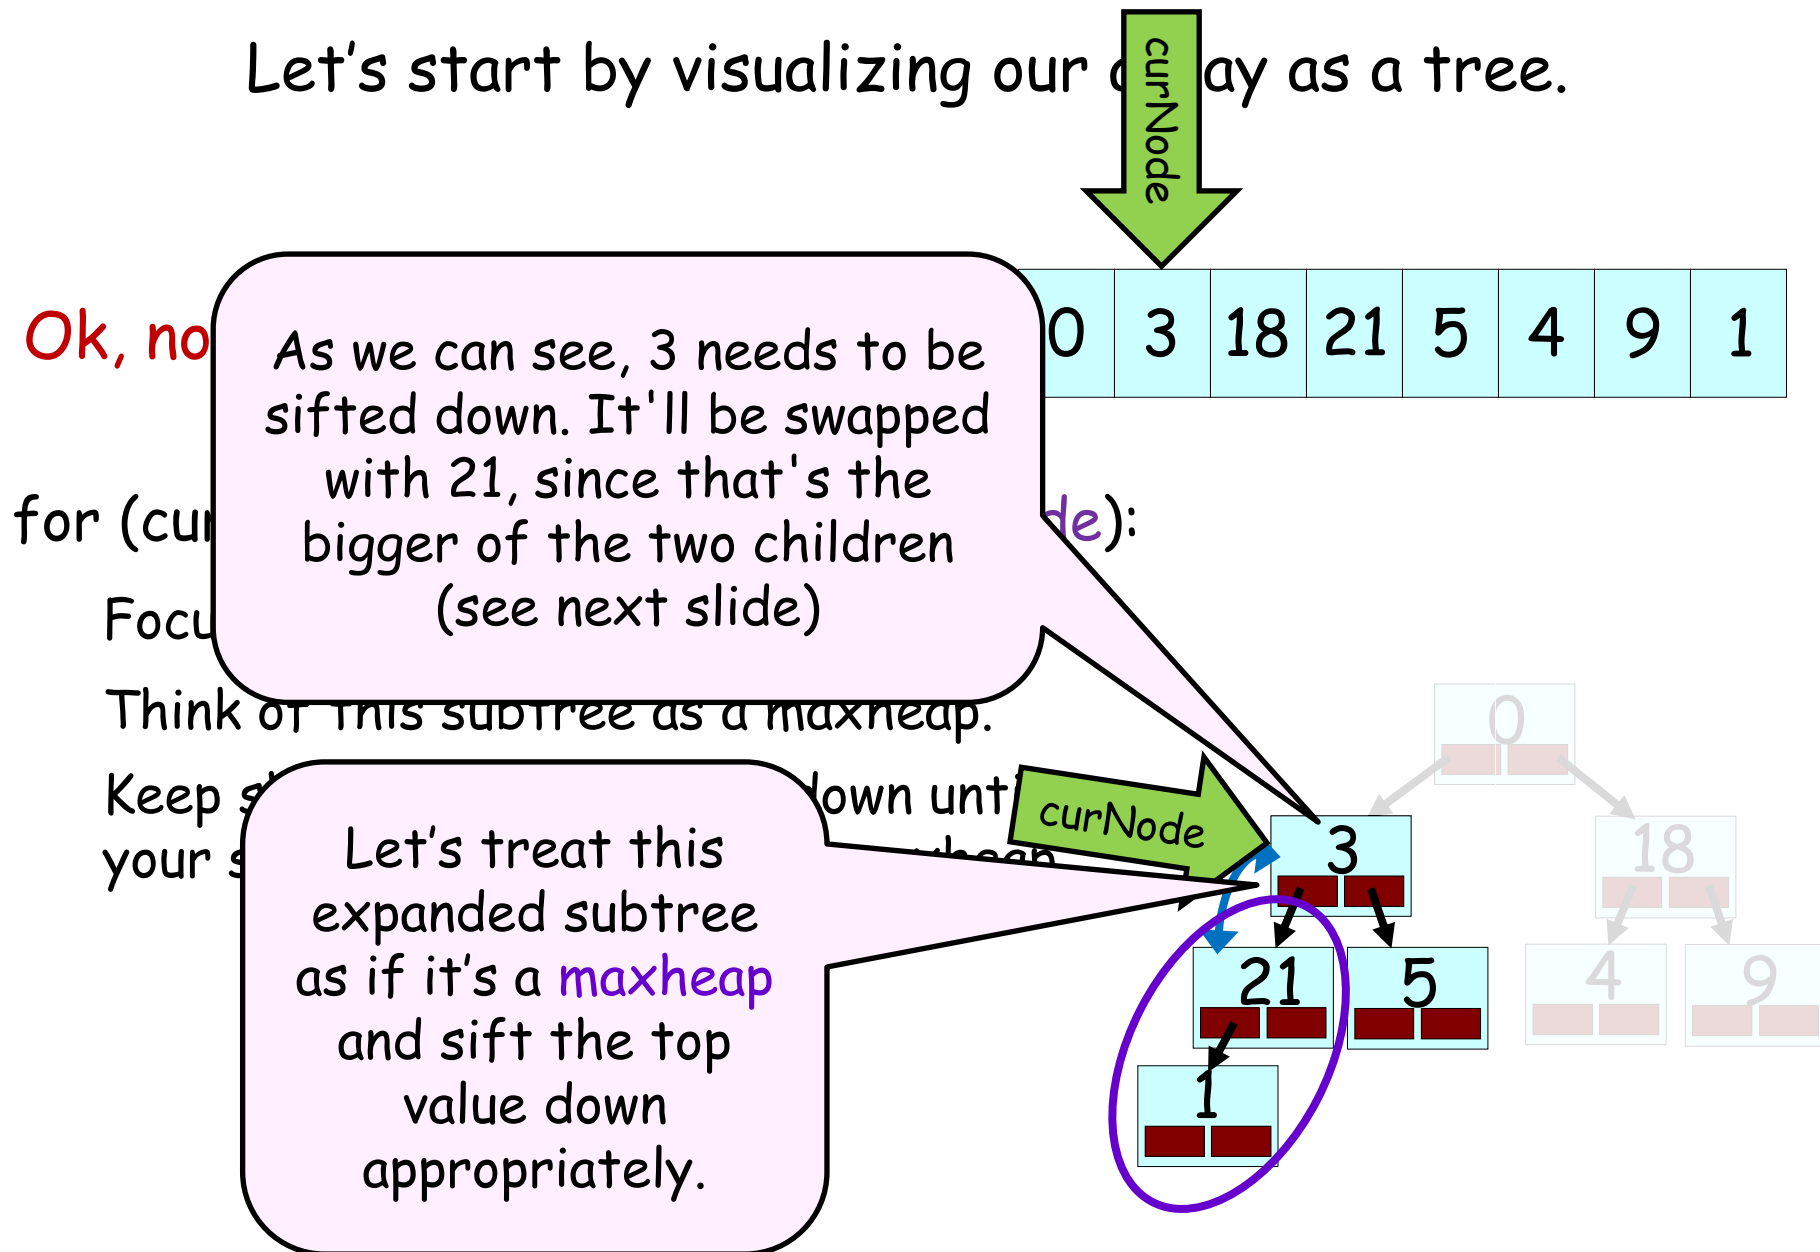 Let's start by visualizing our ay as a tree.
curNode
Ok, no
0 3 18 21 5 4 9 1
As we can see, 3 needs to be
sifted down. It'll be swapped
with 21, since that's the
bigger of the two children
(see next slide)
for (cur de):
Focu
Think of this subtree as a maxheap.
Keep s down unti
your s
Let's treat this
expanded subtree
as if it's a maxheap
and sift the top
value down
appropriately.
curNode
0
3 18
21 5 4 9
1